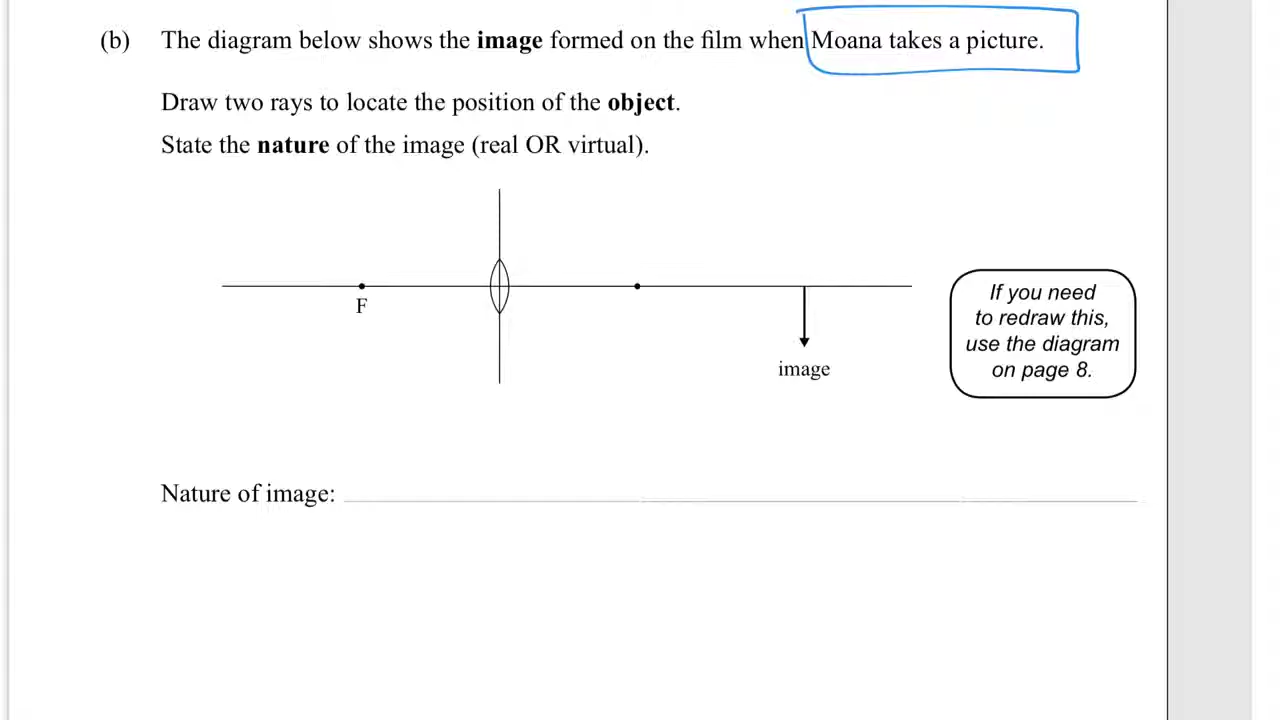 (b) The diagram below shows the image formed on the film when Moana takes a picture.
Draw two rays to locate the position of the object.
State the nature of the image (real OR virtual).
F
image
If you need
to redraw this,
use the diagram
on page 8.
Nature of image: